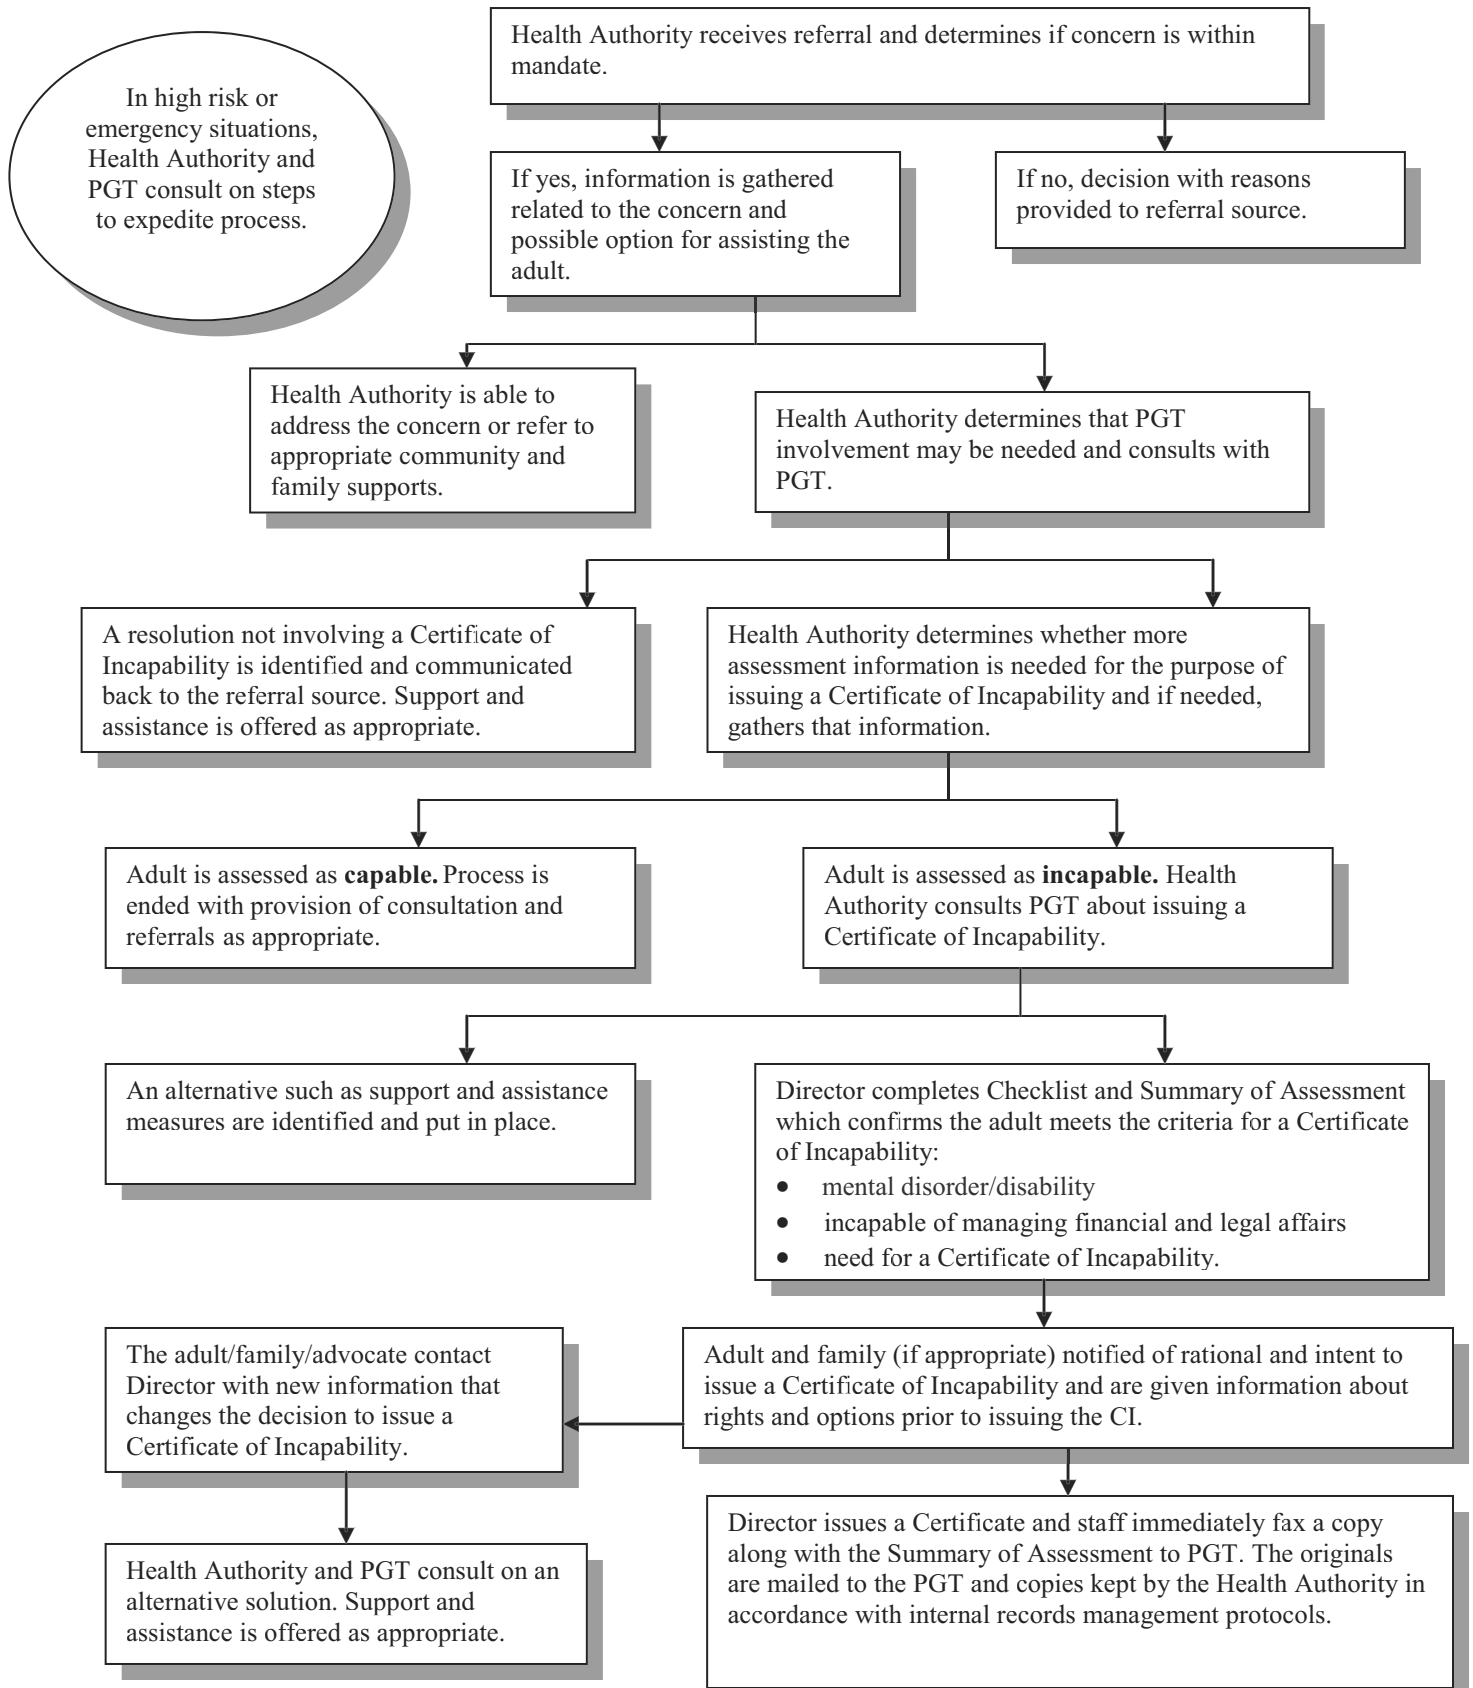 In high risk or
emergency situations,
Health Authority and
PGT consult on steps
to expedite process.
Health Authority receives referral and determines if concern is within
mandate.
If yes, information is gathered
related to the concern and
possible option for assisting the
adult.
If no, decision with reasons
provided to referral source.
Health Authority is able to
address the concern or refer to
appropriate community and
family supports.
Health Authority determines that PGT
involvement may be needed and consults with
PGT.
A resolution not involving a Certificate of
Incapability is identified and communicated
back to the referral source. Support and
assistance is offered as appropriate.
Health Authority determines whether more
assessment information is needed for the purpose of
issuing a Certificate of Incapability and if needed,
gathers that information.
Adult is assessed as capable. Process is
ended with provision of consultation and
referrals as appropriate.
Adult is assessed as incapable. Health
Authority consults PGT about issuing a
Certificate of Incapability.
An alternative such as support and assistance
measures are identified and put in place.
Director completes Checklist and Summary of Assessment
which confirms the adult meets the criteria for a Certificate
of Incapability:
• mental disorder/disability
• incapable of managing financial and legal affairs
• need for a Certificate of Incapability.
The adult/family/advocate contact
Director with new information that
changes the decision to issue a
Certificate of Incapability.
Adult and family (if appropriate) notified of rational and intent to
issue a Certificate of Incapability and are given information about
rights and options prior to issuing the CI.
Health Authority and PGT consult on an
alternative solution. Support and
assistance is offered as appropriate.
Director issues a Certificate and staff immediately fax a copy
along with the Summary of Assessment to PGT. The originals
are mailed to the PGT and copies kept by the Health Authority in
accordance with internal records management protocols.